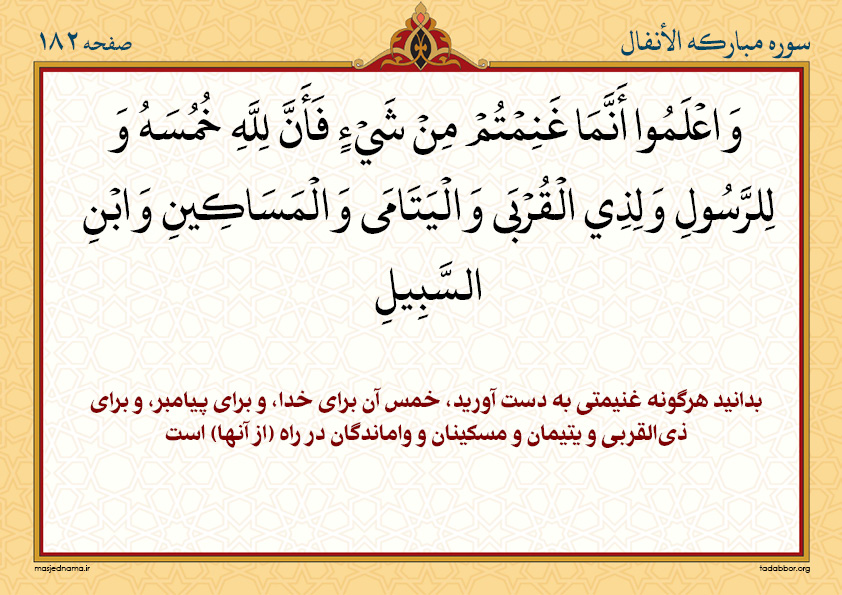 سوره مبارکه الأنفال
صفحه ۱۸۲
وَ اعْلَمُوا أَنَّمَا غَنِمْتُمْ مِنْ شَيْءٍ فَأَنَّ لِلَّهِ خُمُسَهُ وَ
لِلرَّسُولِ وَ لِذِي الْقُرْبَى وَ الْيَتَامَى وَ الْمَسَاكِينِ وَ ابْنِ
السَّبِيلِ
بدانید هرگونه غنیمتی به دست آورید، خمس آن برای خدا، و برای پیامبر، و برای
ذی‌القربی و یتیمان و مسکینان و واماندگان در راه (از آنها) است
masjednama.ir
tadabbor.org